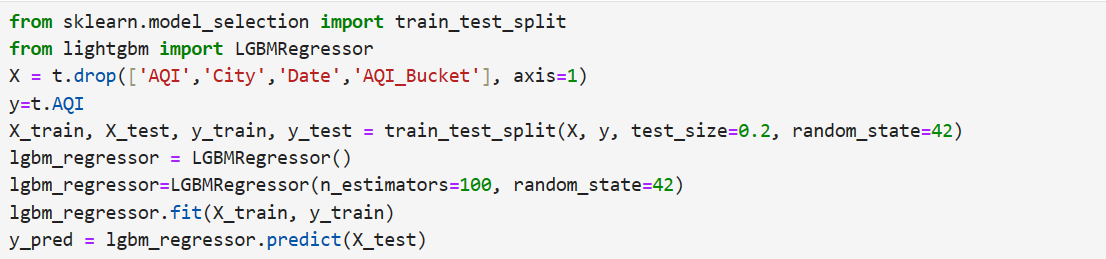 from sklearn.model_selection import train_test_split
from lightgbm import LGBMRegressor
X = t.drop(['AQI','City','Date','AQI_Bucket'], axis=1)
y=t.AQI
X_train, X_test, y_train, y_test = train_test_split(X, y, test_size=0.2, random_state=42)
lgbm_regressor = LGBMRegressor()
lgbm_regressor=LGBMRegressor(n_estimators=100, random_state=42)
lgbm_regressor.fit(X_train, y_train)
y_pred = lgbm_regressor.predict(X_test)